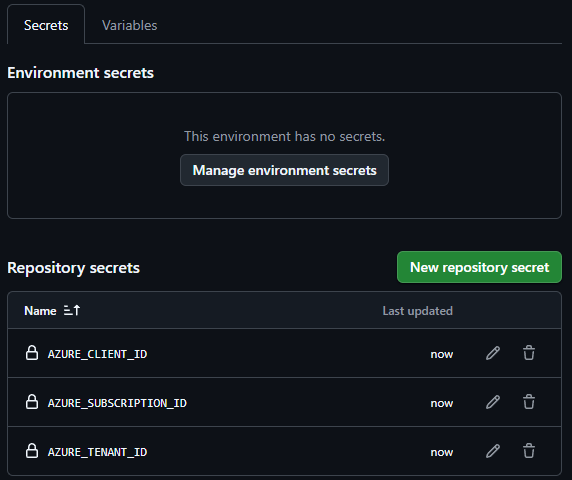 Secrets Variables
Environment secrets
This environment has no secrets.
Manage environment secrets
Repository secrets New repository secret
Name Last updated
AZURE_CLIENT_ID now
AZURE_SUBSCRIPTION_ID now
AZURE_TENANT_ID now